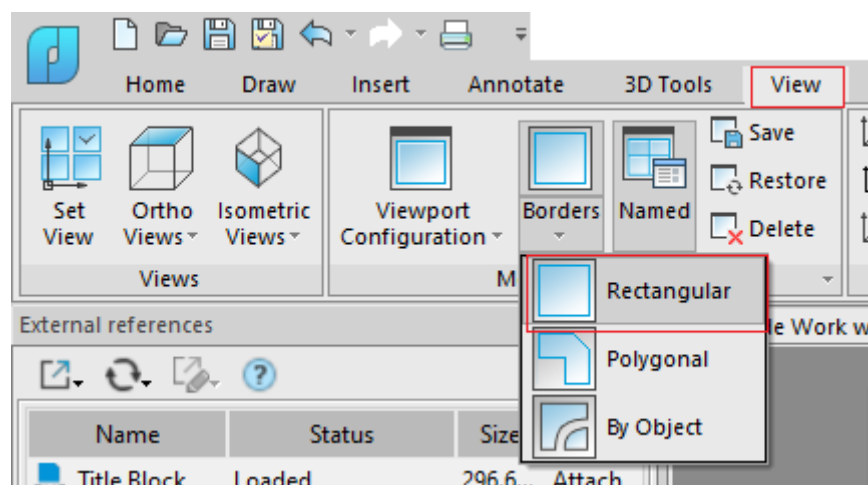 Home Draw Insert Annotate 3D Tools View
Set View
Ortho Views
Isometric Views
Viewport Configuration
Borders
Named
Save
Restore
Delete
Views
M
Rectangular
Polygonal
By Object
External references
le Work w
Name Status Size
Title Block Loaded 296.6... Attach